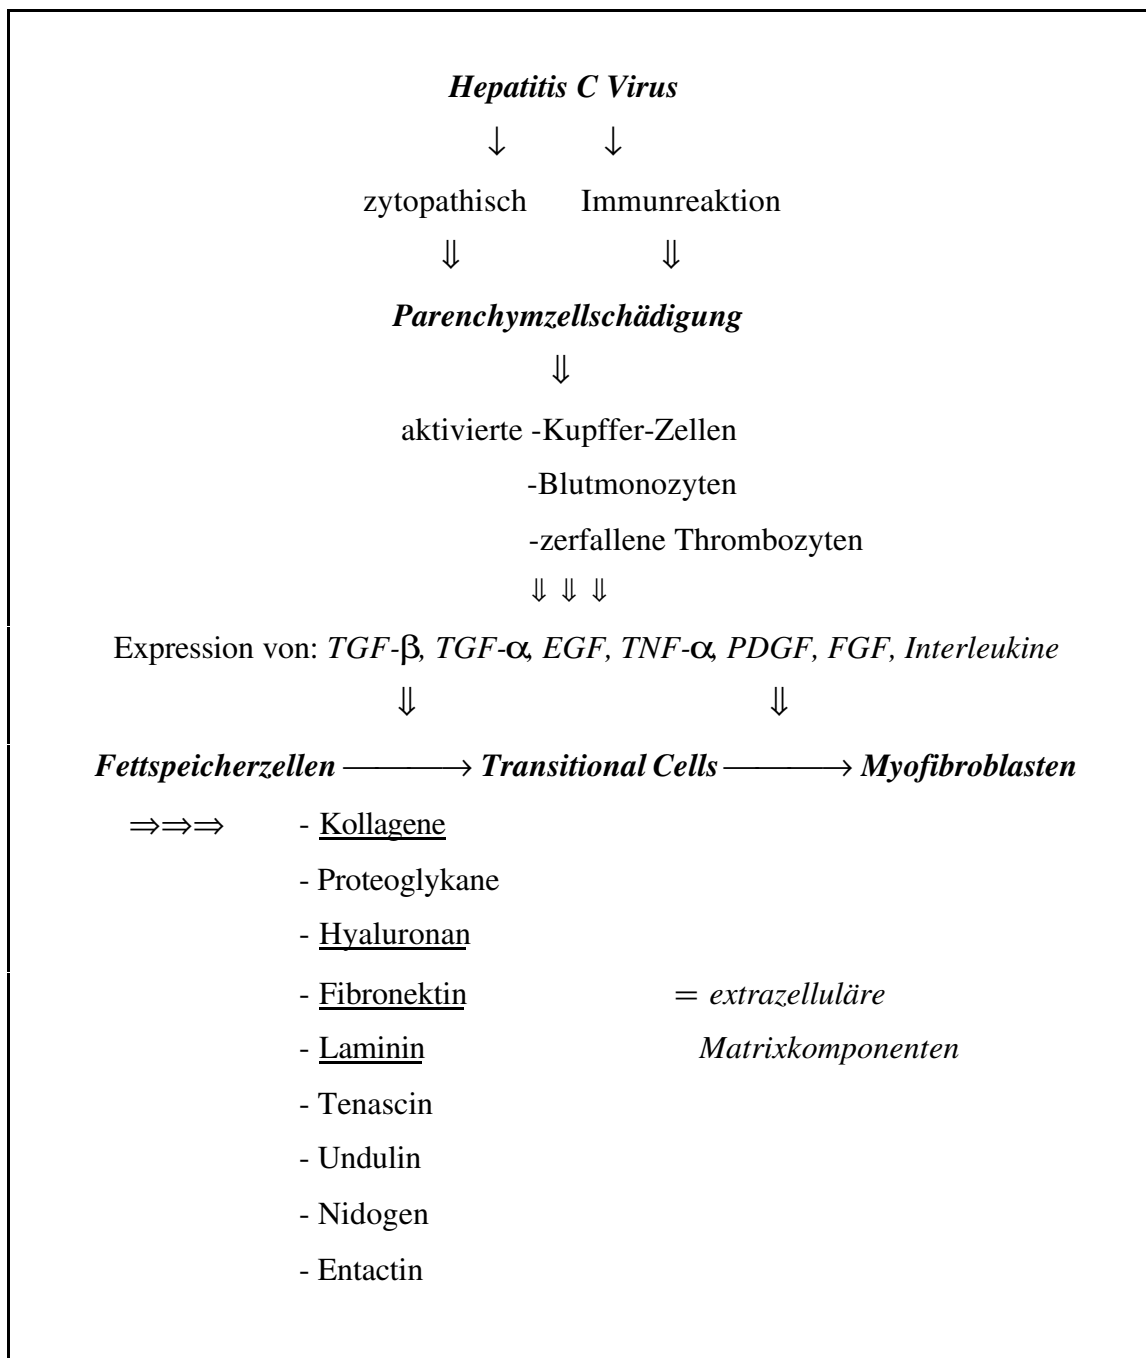 Hepatitis C Virus
↓ ↓
zytopathisch Immunreaktion
⇓ ⇓
Parenchymzellschädigung
⇓
aktivierte -Kupffer-Zellen
-Blutmonozyten
-zerfallene Thrombozyten
⇓ ⇓ ⇓
Expression von: TGF-β, TGF-α, EGF, TNF-α, PDGF, FGF, Interleukine
⇓ ⇓
Fettspeicherzellen ⟶ Transitional Cells ⟶ Myofibroblasten
⇒⇒⇒ - Kollagene
- Proteoglykane
- Hyaluronan
- Fibronektin = extrazelluläre
- Laminin Matrixkomponenten
- Tenascin
- Undulin
- Nidogen
- Entactin